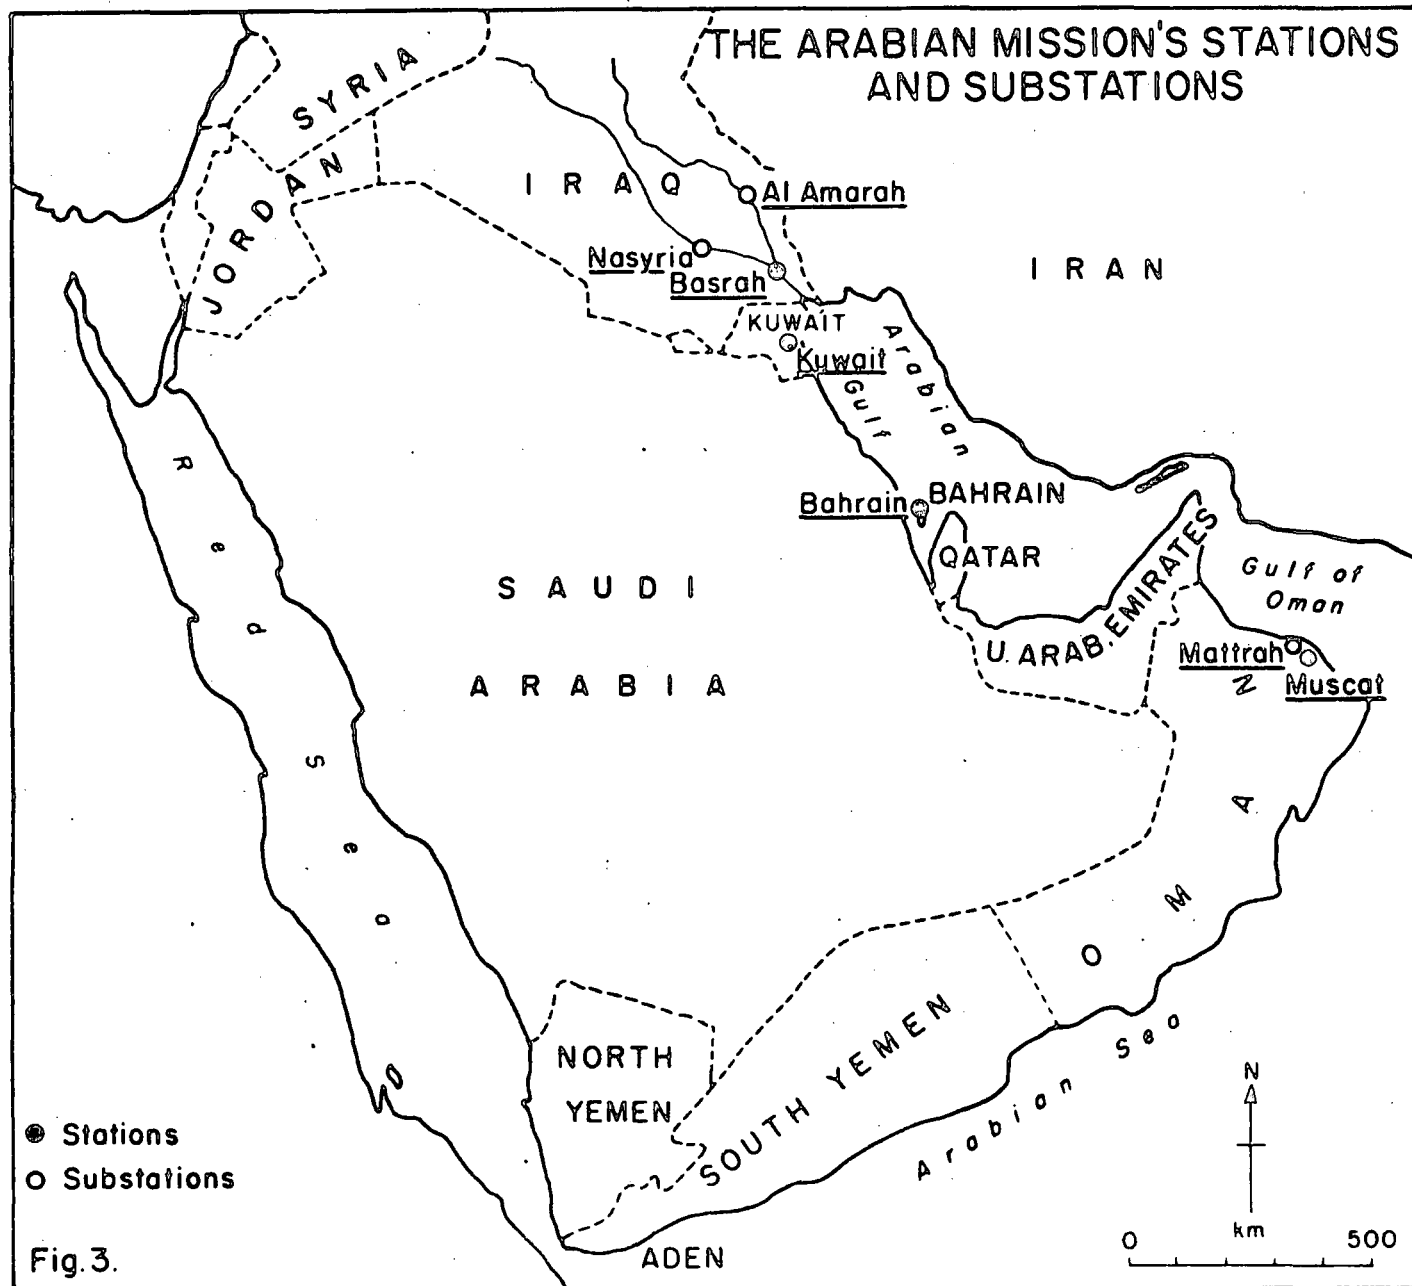 THE ARABIAN MISSION'S STATIONS
AND SUBSTATIONS
SYRIA
JORDAN
IRAQ
Al Amarah
Nasyria
Basrah
IRAN
KUWAIT
Kuwait
Arabian
Gulf
Red Sea
Bahrain
BAHRAIN
QATAR
SAUDI
ARABIA
U. ARAB. EMIRATES
Gulf of
Oman
Mattrah
Muscat
OMAN
NORTH
YEMEN
SOUTH YEMEN
Arabian Sea
ADEN
Stations
Substations
Fig. 3.
N
km
0 500